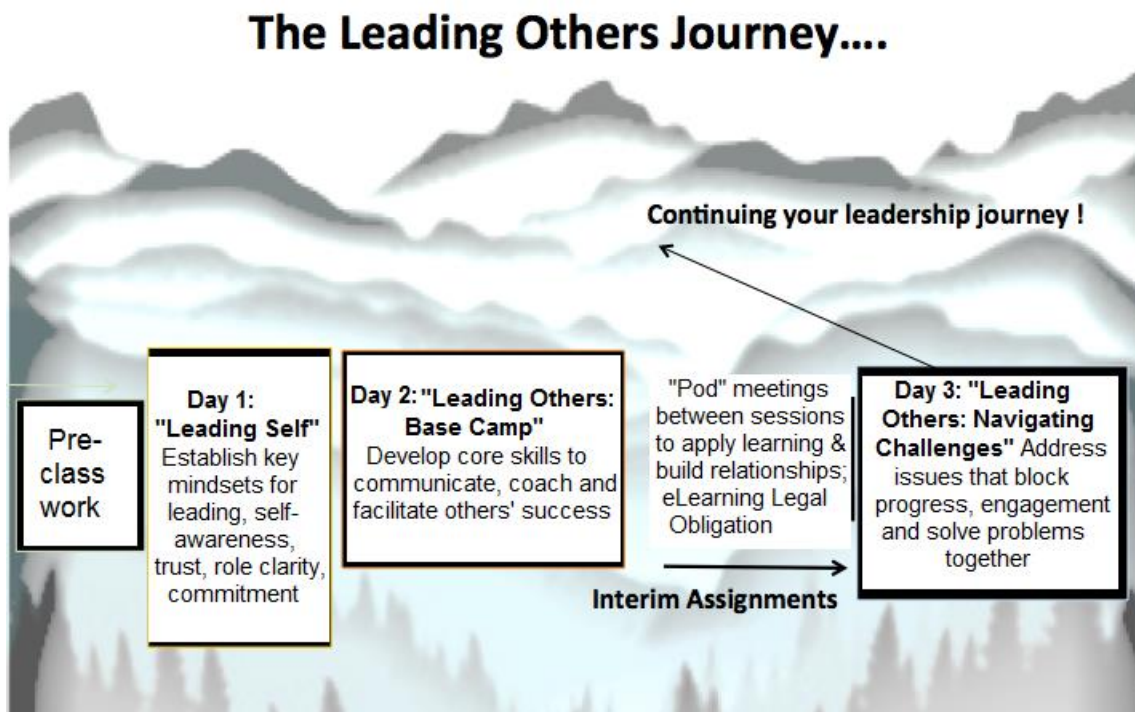 The Leading Others Journey....
Continuing your leadership journey !
Pre-
class
work
Day 1:
"Leading Self"
Establish key
mindsets for
leading, self-
awareness,
trust, role clarity,
commitment
Day 2: "Leading Others:
Base Camp"
Develop core skills to
communicate, coach and
facilitate others' success
"Pod" meetings
between sessions
to apply learning &
build relationships;
eLearning Legal
Obligation
Interim Assignments
Day 3: "Leading
Others: Navigating
Challenges" Address
issues that block
progress, engagement
and solve problems
together